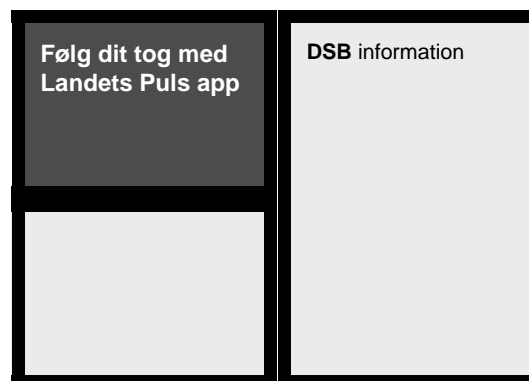 Følg dit tog med
Landets Puls app
DSB information